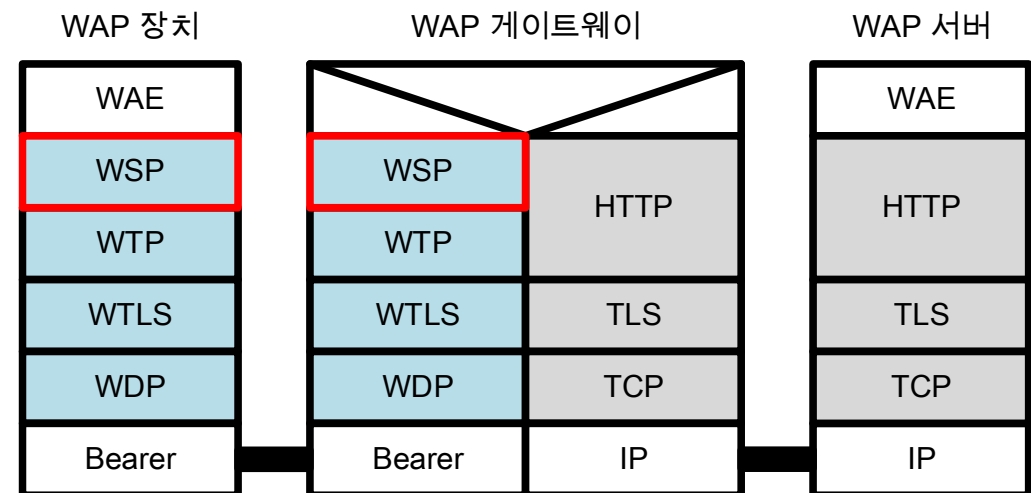 WAP 장치
WAP 게이트웨이
WAP 서버
WAE
WSP
WTP
WTLS
WDP
Bearer
WSP
WTP
WTLS
WDP
Bearer
HTTP
TLS
TCP
IP
WAE
HTTP
TLS
TCP
IP